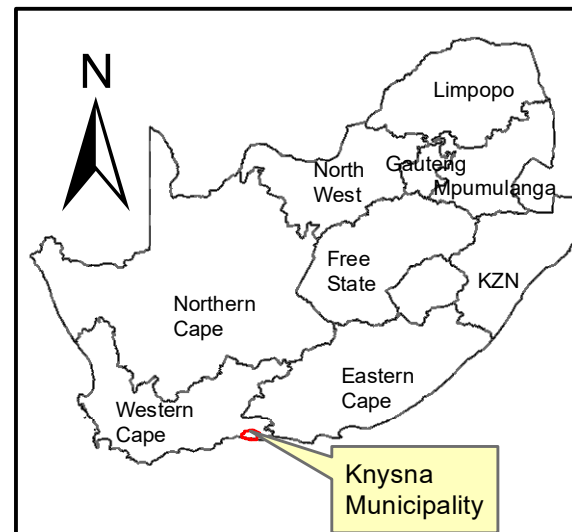 N
Limpopo
North
West
Gauteng
Mpumulanga
Free
State
KZN
Northern
Cape
Eastern
Cape
Western
Cape
Knysna
Municipality